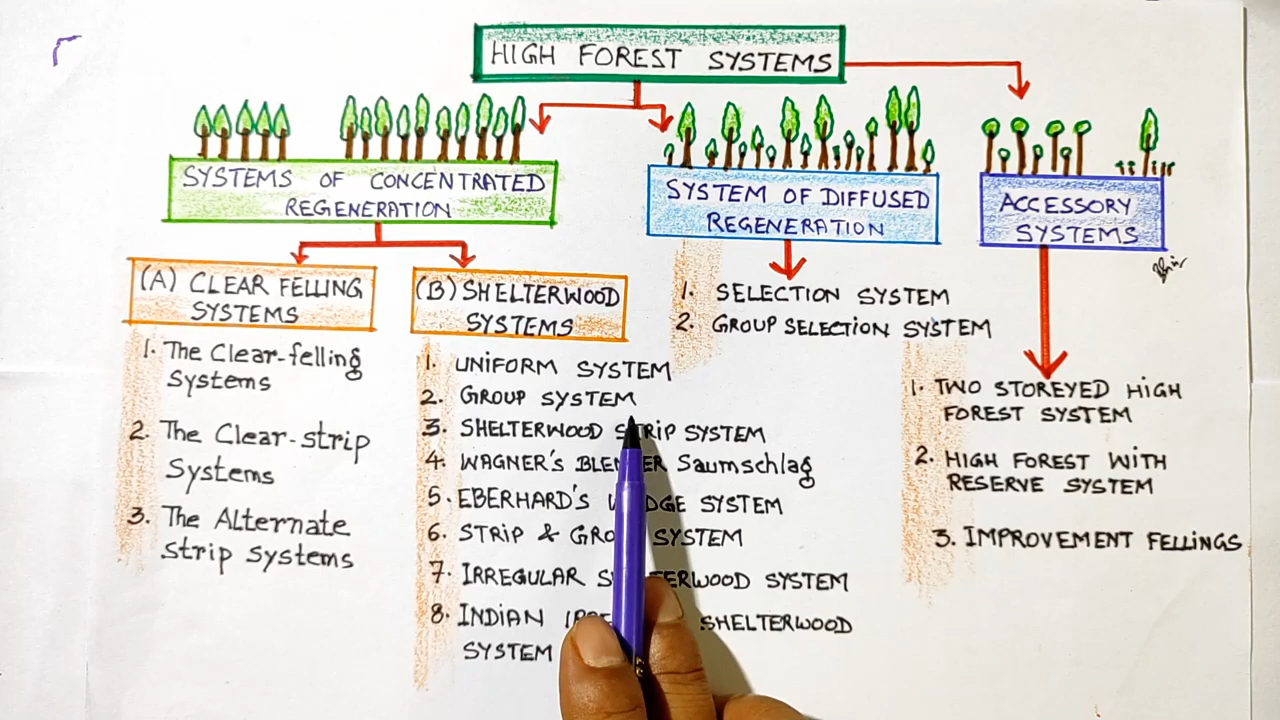 HIGH FOREST SYSTEMS
SYSTEMS OF CONCENTRATED
REGENERATION
SYSTEM OF DIFFUSED
REGENERATION
ACCESSORY
SYSTEMS
(A) CLEAR FELLING
SYSTEMS
1. The Clear-felling
Systems
2. The Clear-strip
Systems
3. The Alternate
Strip Systems
(B) SHELTERWOOD
SYSTEMS
1. UNIFORM SYSTEM
2. GROUP SYSTEM
3. SHELTERWOOD STRIP SYSTEM
4. WAGNER'S Saumschlag
5. EBERHARD'S SYSTEM
6. STRIP & SYSTEM
7. IRREGULAR SYSTEM
8. INDIAN SHELTERWOOD
SYSTEM
1. SELECTION SYSTEM
2. GROUP SELECTION SYSTEM
1. TWO STOREYED HIGH
FOREST SYSTEM
2. HIGH FOREST WITH
RESERVE SYSTEM
3. IMPROVEMENT FELLINGS